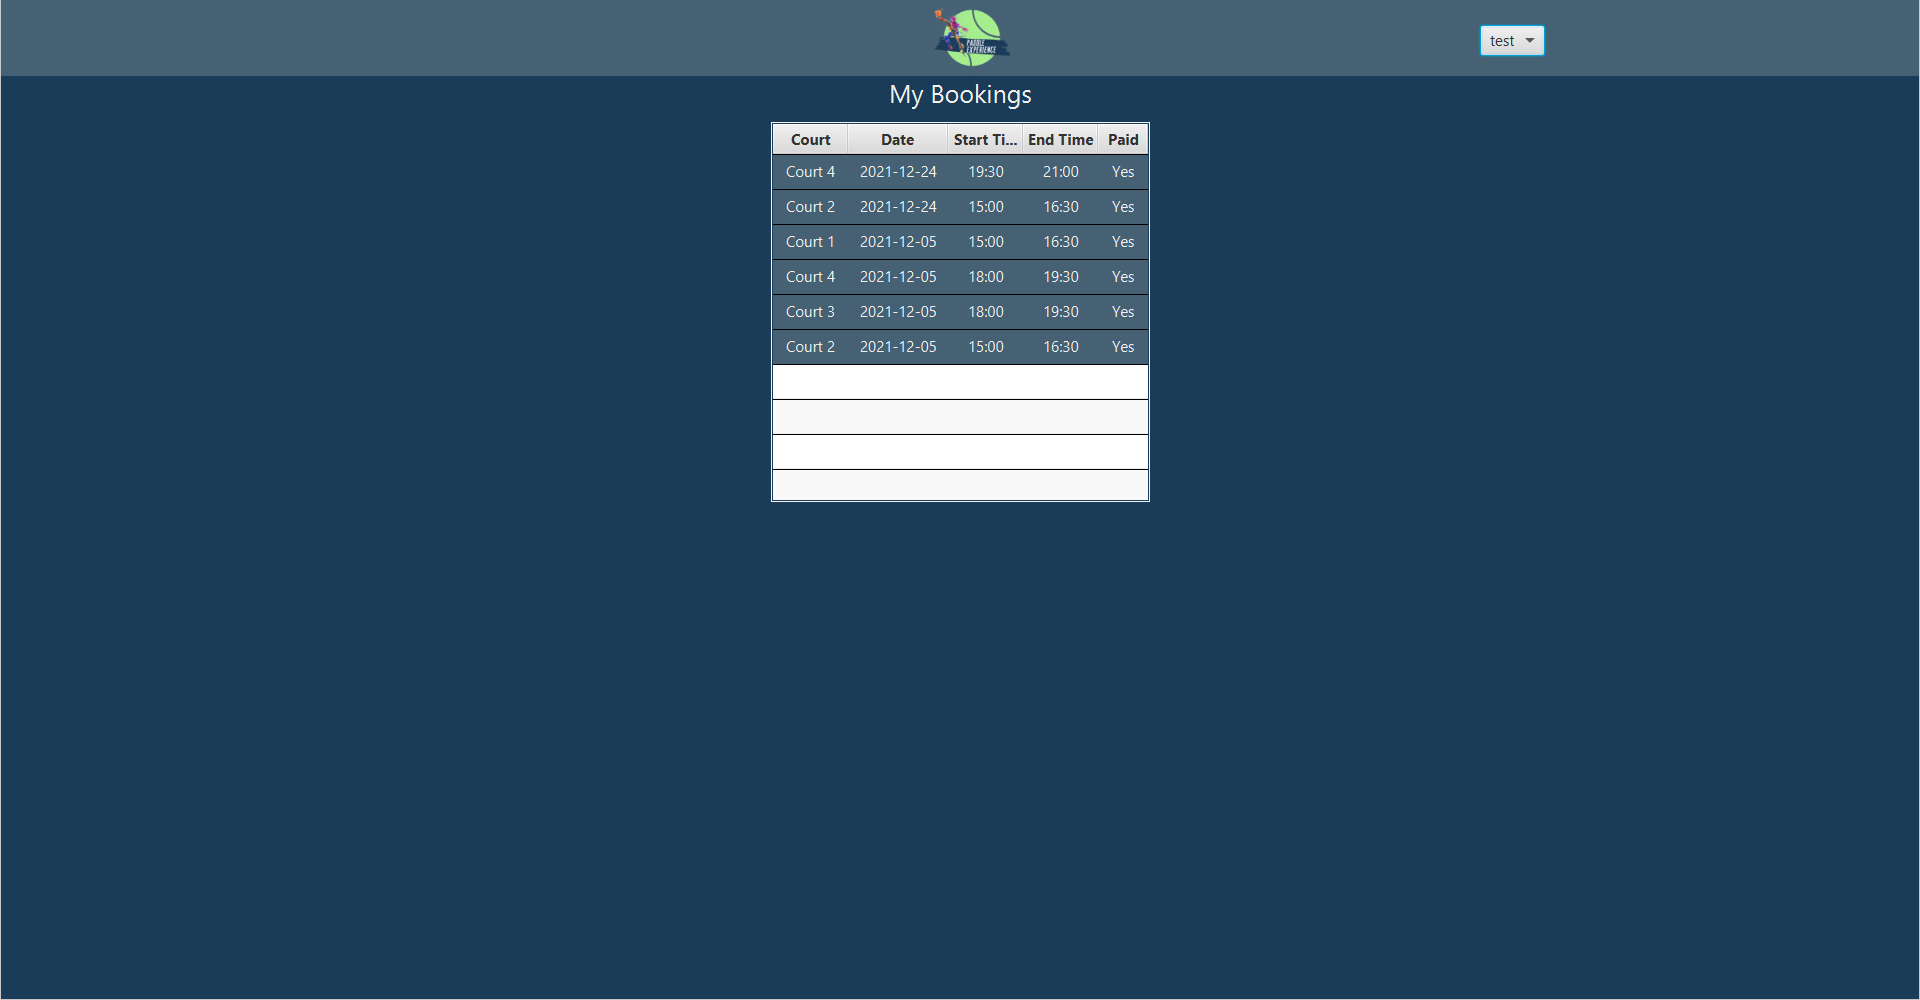 PADDLE
EXPERIENCE
test
My Bookings
Court Date Start Ti... End Time Paid
Court 4 2021-12-24 19:30 21:00 Yes
Court 2 2021-12-24 15:00 16:30 Yes
Court 1 2021-12-05 15:00 16:30 Yes
Court 4 2021-12-05 18:00 19:30 Yes
Court 3 2021-12-05 18:00 19:30 Yes
Court 2 2021-12-05 15:00 16:30 Yes